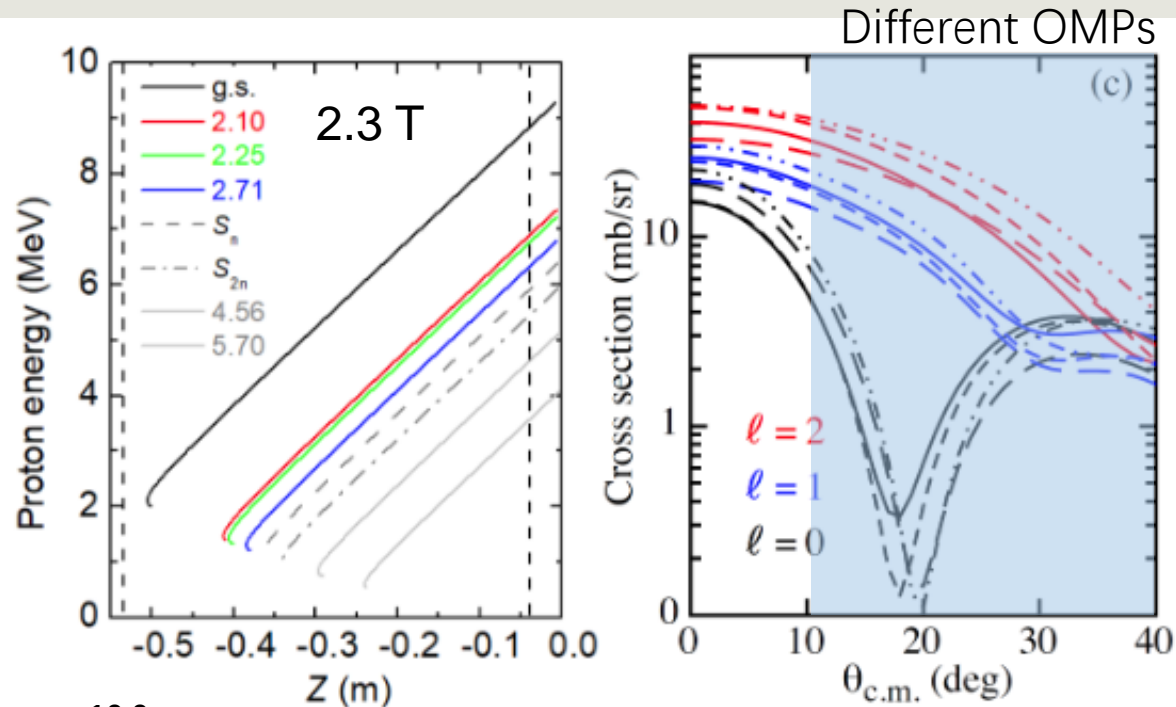 Different OMPs
10
8
6
4
2
0
Proton energy (MeV)
g.s.
2.10
2.25
2.71
Sn
S2n
4.56
5.70
2.3 T
-0.5 -0.4 -0.3 -0.2 -0.1 0.0
Z (m)
(c)
10
1
0
Cross section (mb/sr)
ℓ = 2
ℓ = 1
ℓ = 0
0 10 20 30 40
θc.m. (deg)